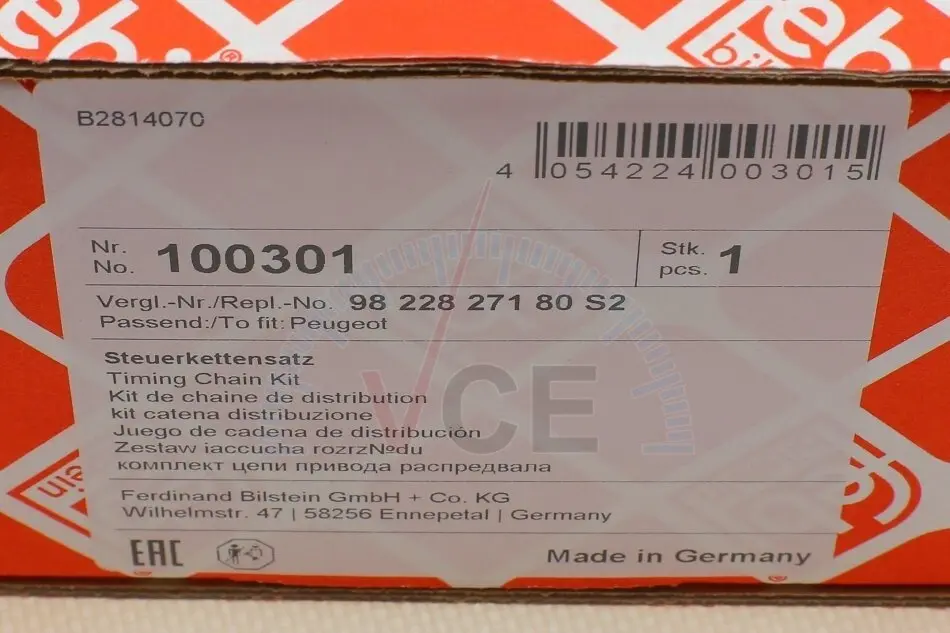 feb
bil
B2814070
4 054224 003015
Nr.
No. 100301
Stk.
pcs. 1
Vergl.-Nr./Repl.-No. 98 228 271 80 S2
Passend:/To fit: Peugeot
Steuerkettensatz
Timing Chain Kit
Kit de chaine de distribution
kit catena distribuzione
Juego de cadena de distribución
Zestaw iaccucha rozrz№du
комплект цепи привода распредвала
VCE
Ferdinand Bilstein GmbH + Co. KG
Wilhelmstr. 47 | 58256 Ennepetal | Germany
EAC
Made in Germany